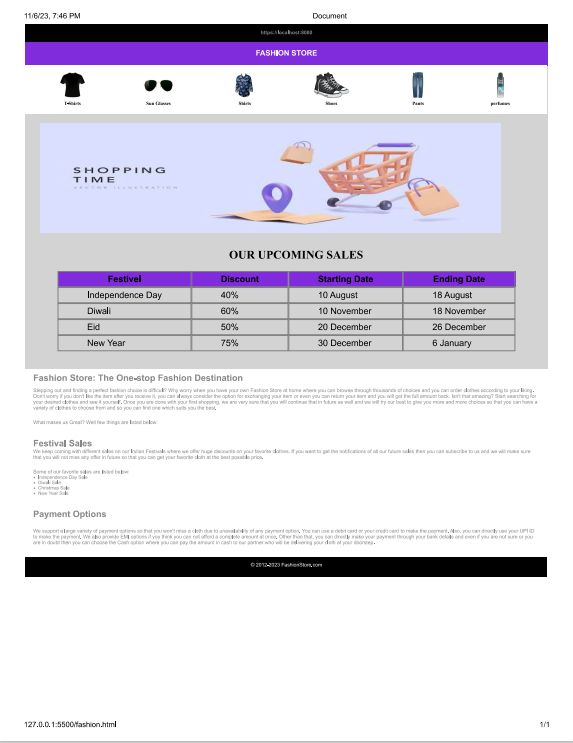 11/6/23, 7:46 PM Document
https://localhost:8080
FASHION STORE
T-Shirts Sun Glasses Shirts Shoes Pants perfumes
SHOPPING
TIME
VECTOR ILLUSTRATION
OUR UPCOMING SALES
Festivel Discount Starting Date Ending Date
Independence Day 40% 10 August 18 August
Diwali 60% 10 November 18 November
Eid 50% 20 December 26 December
New Year 75% 30 December 6 January
Fashion Store: The One-stop Fashion Destination
Stepping out and finding a perfect fashion choice is difficult? Why worry when you have your own Fashion Store at home where you can browse through thousands of choices and you can order clothes according to your liking.
Don't worry if you don't like the item after you receive it, you can always consider the option for exchanging your item or even you can return your item and you will get the full amount back. Isn't that amazing? Start searching for
your desired clothes and see it yourself. Once you are done with your first shopping, we are very sure that you will continue that in future as well and we will try our best to give you more and more choices so that you can have a
variety of clothes to choose from and so you can find one which suits you the best.
What makes us Great? Well few things are listed below
Festival Sales
We keep coming with different sales on our Indian Festivals where we offer huge discounts on your favorite clothes. If you want to get the notifications of all our future sales then you can subscribe to us and we will make sure
that you will not miss any offer in future so that you can get your favorite cloth at the best possible price.
Some of our favorite sales are listed below:
• Independence Day Sale
• Diwali Sale
• Christmas Sale
• New Year Sale
Payment Options
We support a large variety of payment options so that you won't miss a cloth due to unavailability of any payment option. You can use a debit card or your credit card to make the payment. Also, you can directly use your UPI ID
to make the payment. We also provide EMI options if you think you can not afford a complete amount at once. Other than that, you can directly make your payment through your bank details and even if you are not sure or you
are in doubt then you can choose the Cash option where you can pay the amount in cash to our partner who will be delivering your cloth at your doorstep.
© 2012-2023 FashionStore.com
127.0.0.1:5500/fashion.html 1/1